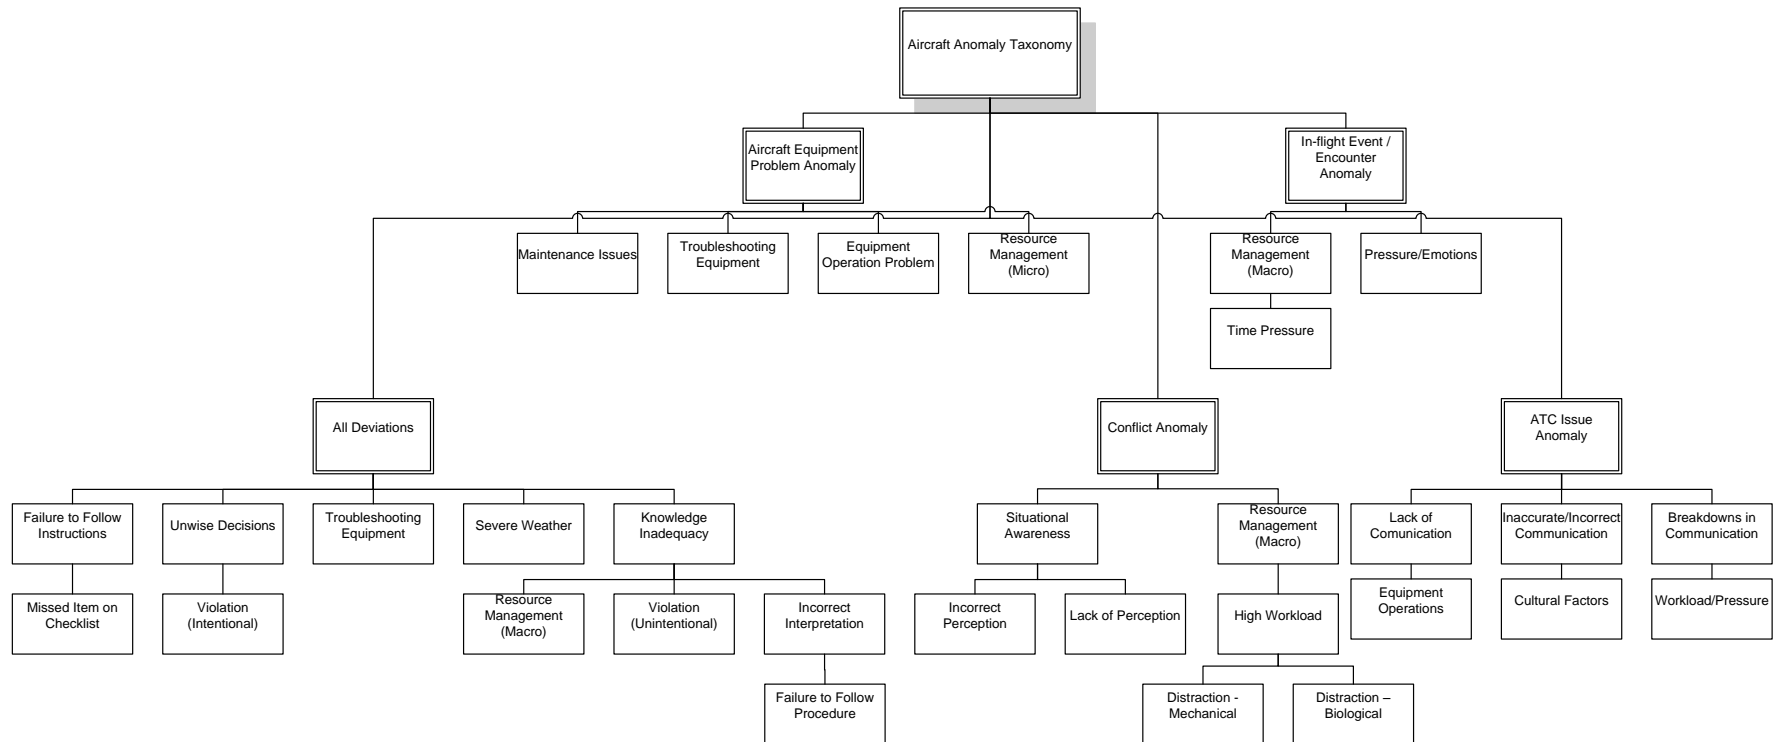 Aircraft Anomaly Taxonomy
Aircraft Equipment
Problem Anomaly
In-flight Event /
Encounter
Anomaly
Maintenance Issues
Troubleshooting
Equipment
Equipment
Operation Problem
Resource
Management
(Micro)
Resource
Management
(Macro)
Pressure/Emotions
Time Pressure
All Deviations
Conflict Anomaly
ATC Issue
Anomaly
Failure to Follow
Instructions
Unwise Decisions
Troubleshooting
Equipment
Severe Weather
Knowledge
Inadequacy
Situational
Awareness
Resource
Management
(Macro)
Lack of
Comunication
Inaccurate/Incorrect
Communication
Breakdowns in
Communication
Missed Item on
Checklist
Violation
(Intentional)
Resource
Management
(Macro)
Violation
(Unintentional)
Incorrect
Interpretation
Incorrect
Perception
Lack of Perception
High Workload
Equipment
Operations
Cultural Factors
Workload/Pressure
Failure to Follow
Procedure
Distraction -
Mechanical
Distraction –
Biological